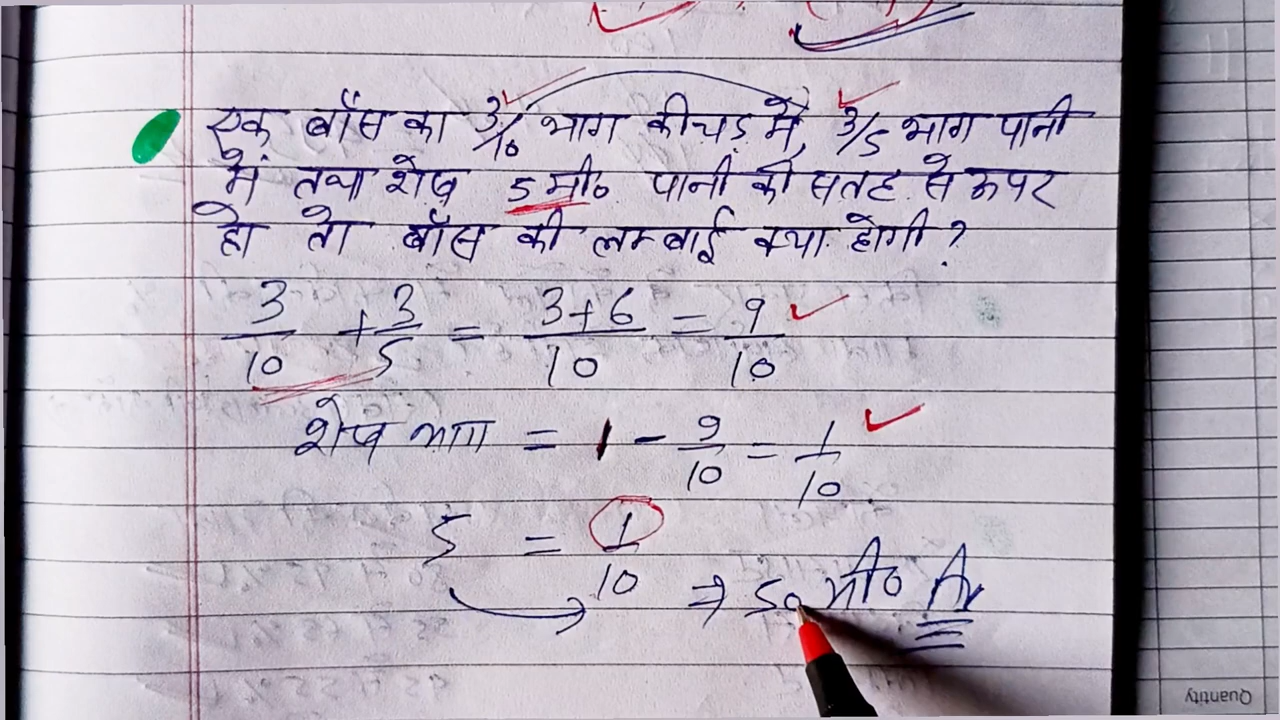 एक बाँस का 3/10 भाग कीचड़ में, 3/5 भाग पानी
में तथा शेष 5 मी० पानी की सतह से ऊपर
हो तो बाँस की लम्बाई क्या होगी ?
3/10 + 3/5 = 3+6/10 = 9/10
शेष भाग = 1 - 9/10 = 1/10
5 = 1/10
⇒ 50 मी० A
Quantity